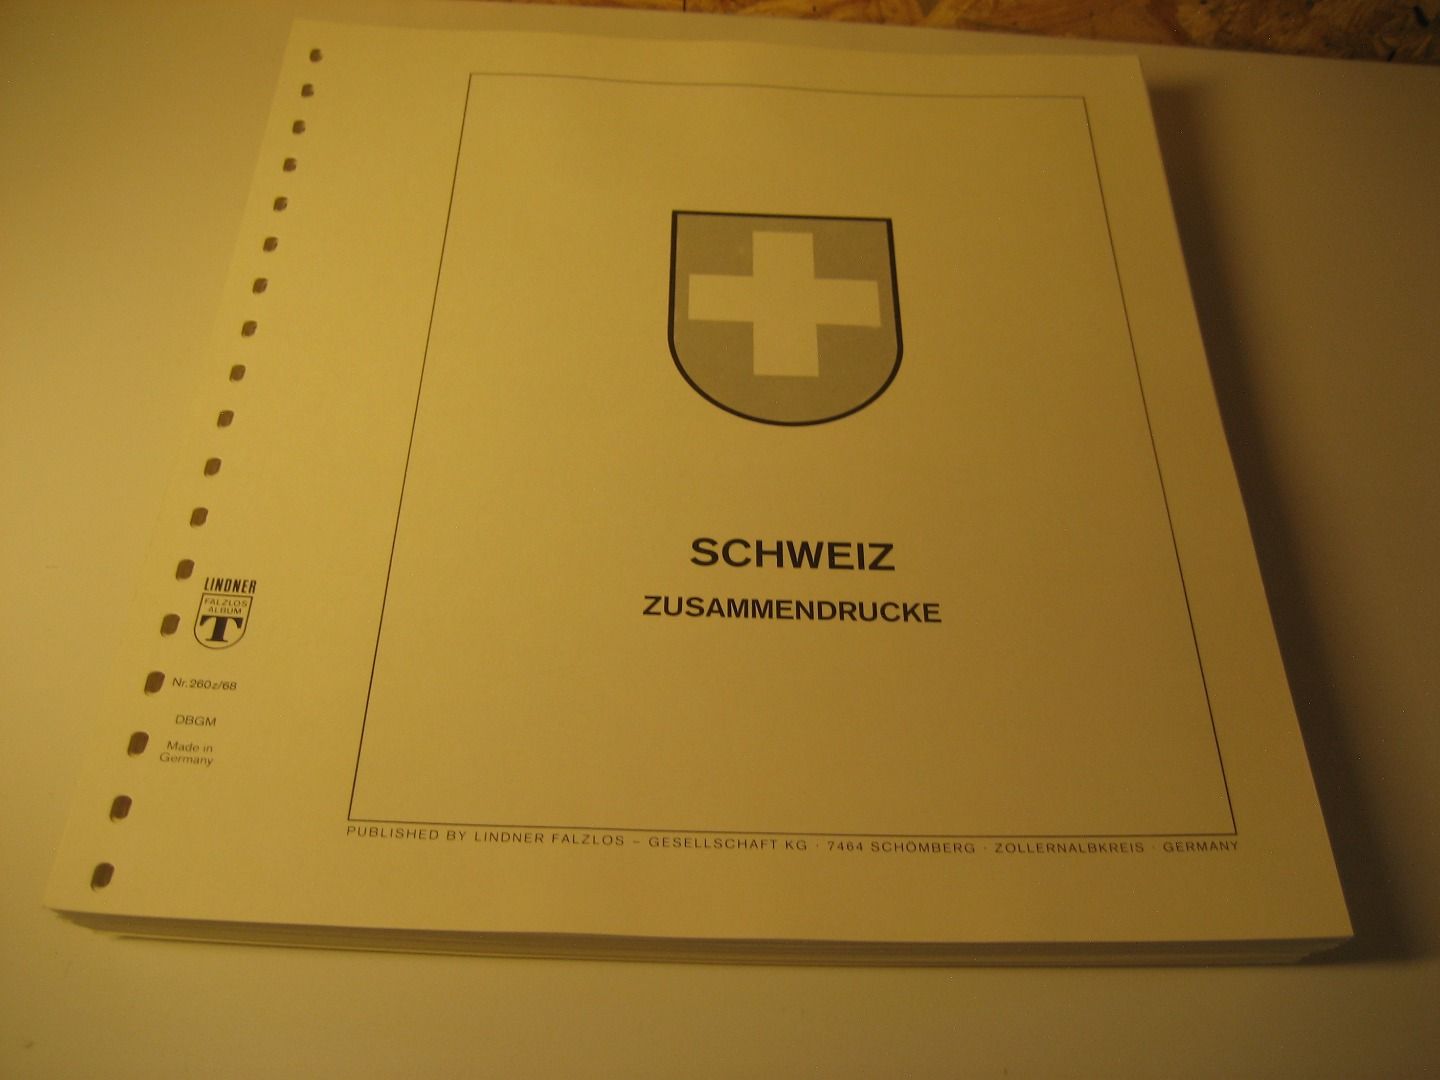 SCHWEIZ
ZUSAMMENDRUCKE
LINDNER
FALZLOS
ALBUM
T
Nr. 260z/68
DBGM
Made in
Germany
PUBLISHED BY LINDNER FALZLOS – GESELLSCHAFT KG · 7464 SCHÖMBERG · ZOLLERNALBKREIS · GERMANY